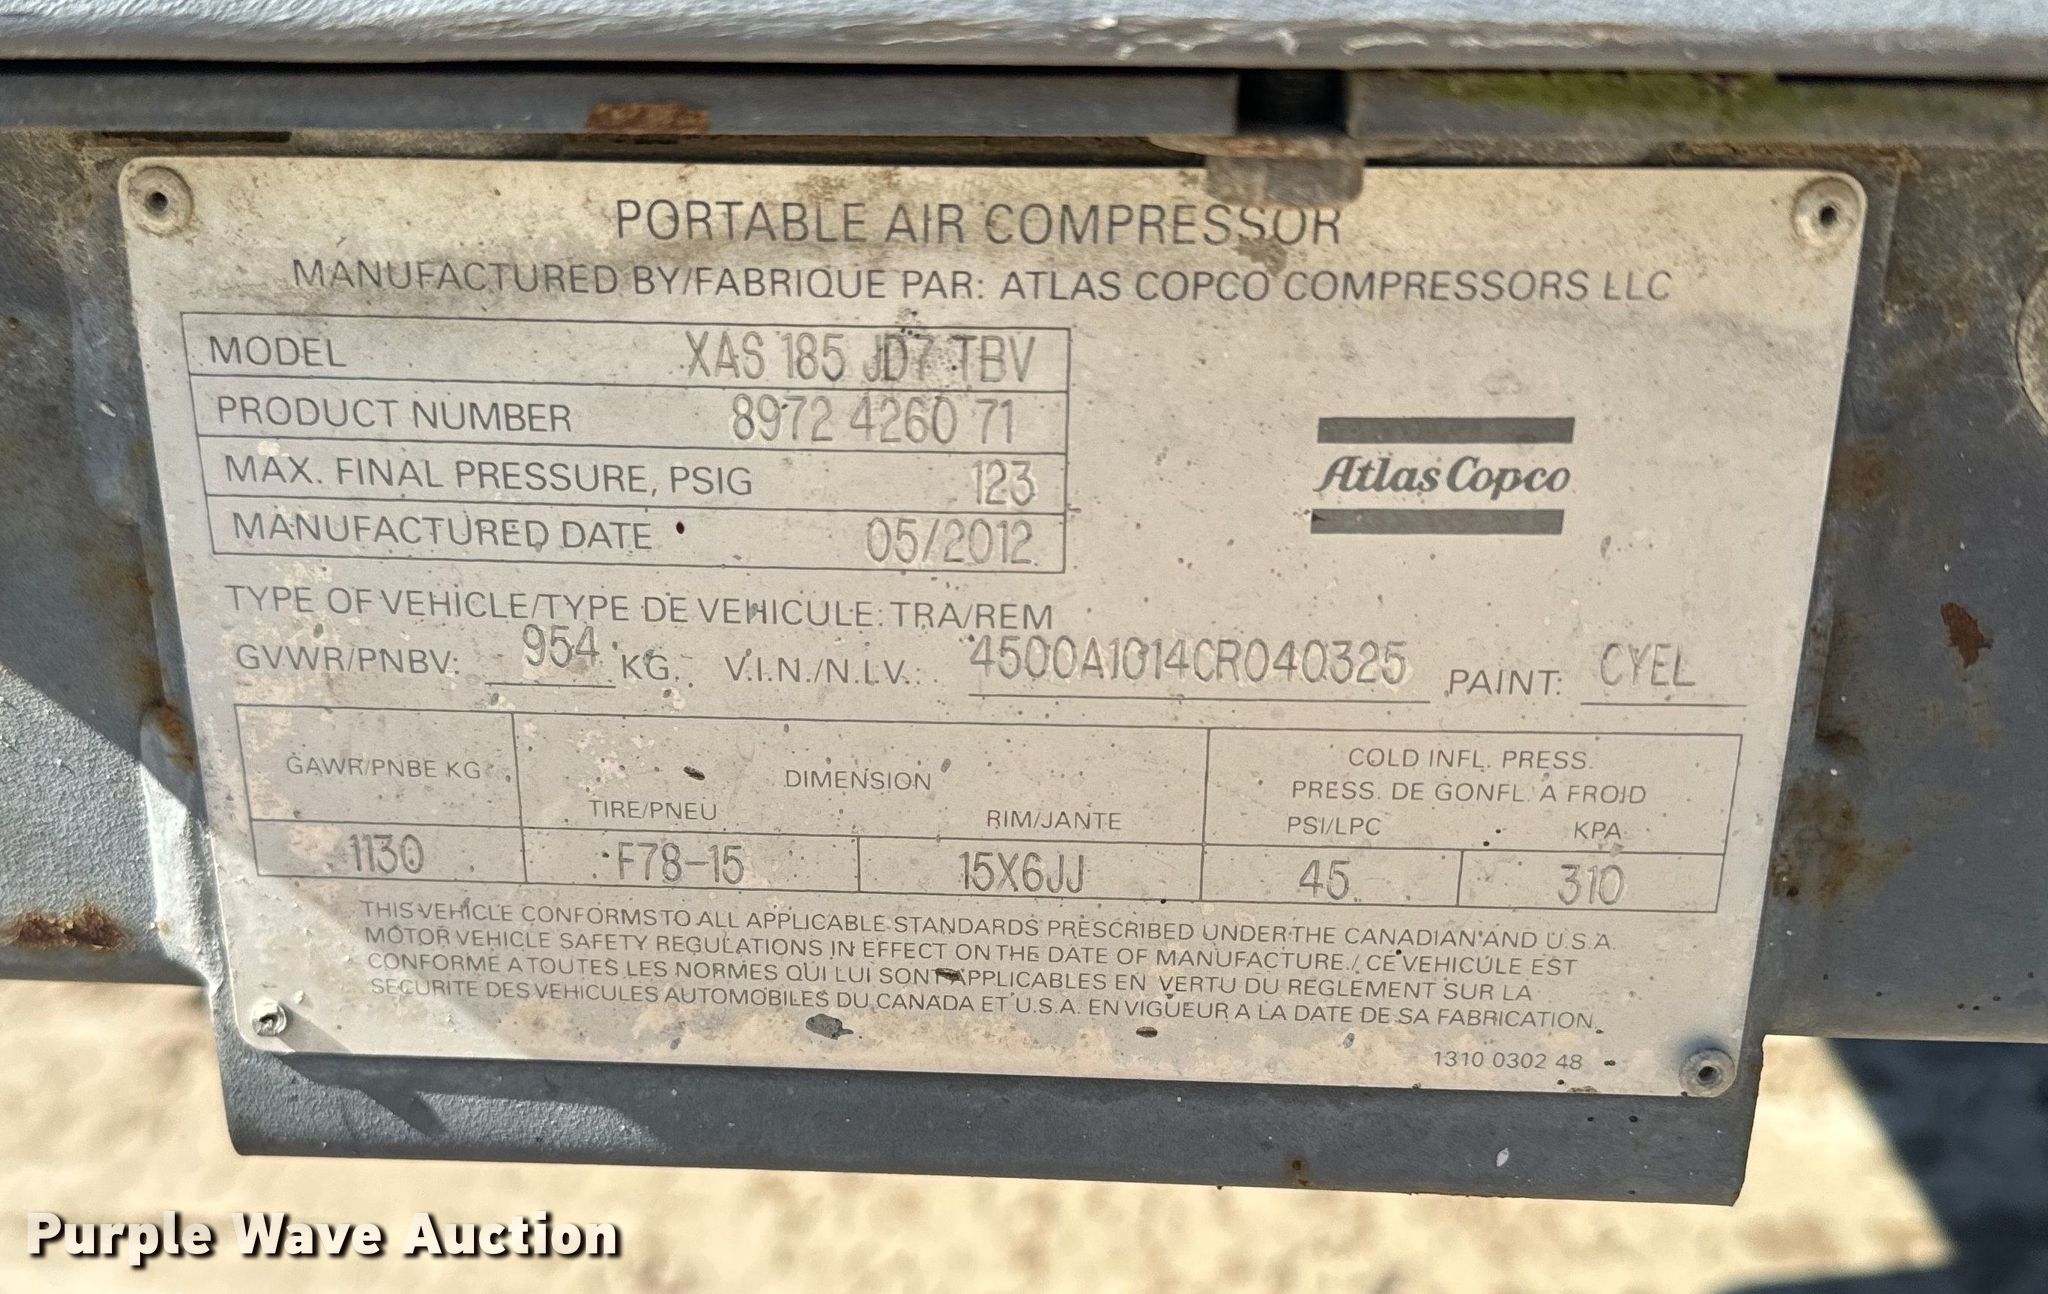 PORTABLE AIR COMPRESSOR
MANUFACTURED BY/FABRIQUE PAR: ATLAS COPCO COMPRESSORS LLC
MODEL XAS 185 JD7 TBV
PRODUCT NUMBER 8972 4260 71
MAX. FINAL PRESSURE, PSIG 123
MANUFACTURED DATE 05/2012
Atlas Copco
TYPE OF VEHICLE/TYPE DE VEHICULE: TRA/REM
GVWR/PNBV: 954 KG. V.I.N./N.I.V.: 4500A1014CR040325 PAINT: CYEL
GAWR/PNBE KG
DIMENSION
TIRE/PNEU RIM/JANTE
COLD INFL. PRESS.
PRESS. DE GONFL. A FROID
PSI/LPC KPA
1130 F78-15 15X6JJ 45 310
THIS VEHICLE CONFORMS TO ALL APPLICABLE STANDARDS PRESCRIBED UNDER THE CANADIAN AND U.S.A.
MOTOR VEHICLE SAFETY REGULATIONS IN EFFECT ON THE DATE OF MANUFACTURE./ CE VEHICULE EST
CONFORME A TOUTES LES NORMES QUI LUI SONT APPLICABLES EN VERTU DU REGLEMENT SUR LA
SECURITE DES VEHICULES AUTOMOBILES DU CANADA ET U.S.A. EN VIGUEUR A LA DATE DE SA FABRICATION.
1310 0302 48
Purple Wave Auction